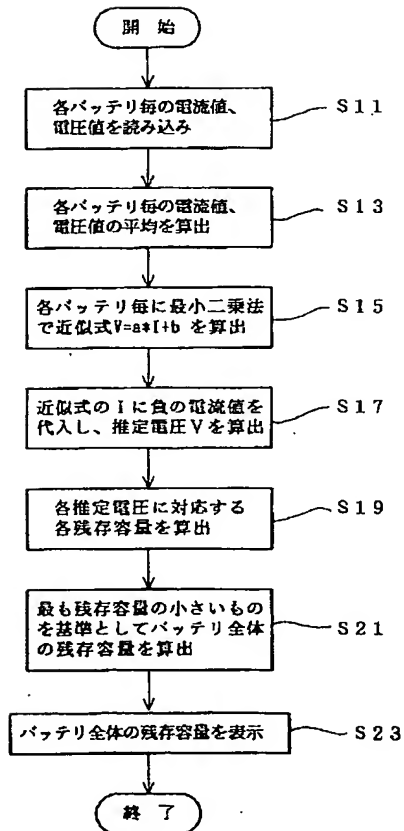 開 始
各バッテリ毎の電流値、
電圧値を読み込み
S11
各バッテリ毎の電流値、
電圧値の平均を算出
S13
各バッテリ毎に最小二乗法
で近似式V=a*I+b を算出
S15
近似式のIに負の電流値を
代入し、推定電圧Vを算出
S17
各推定電圧に対応する
各残存容量を算出
S19
最も残存容量の小さいもの
を基準としてバッテリ全体
の残存容量を算出
S21
バッテリ全体の残存容量を表示
S23
終 了